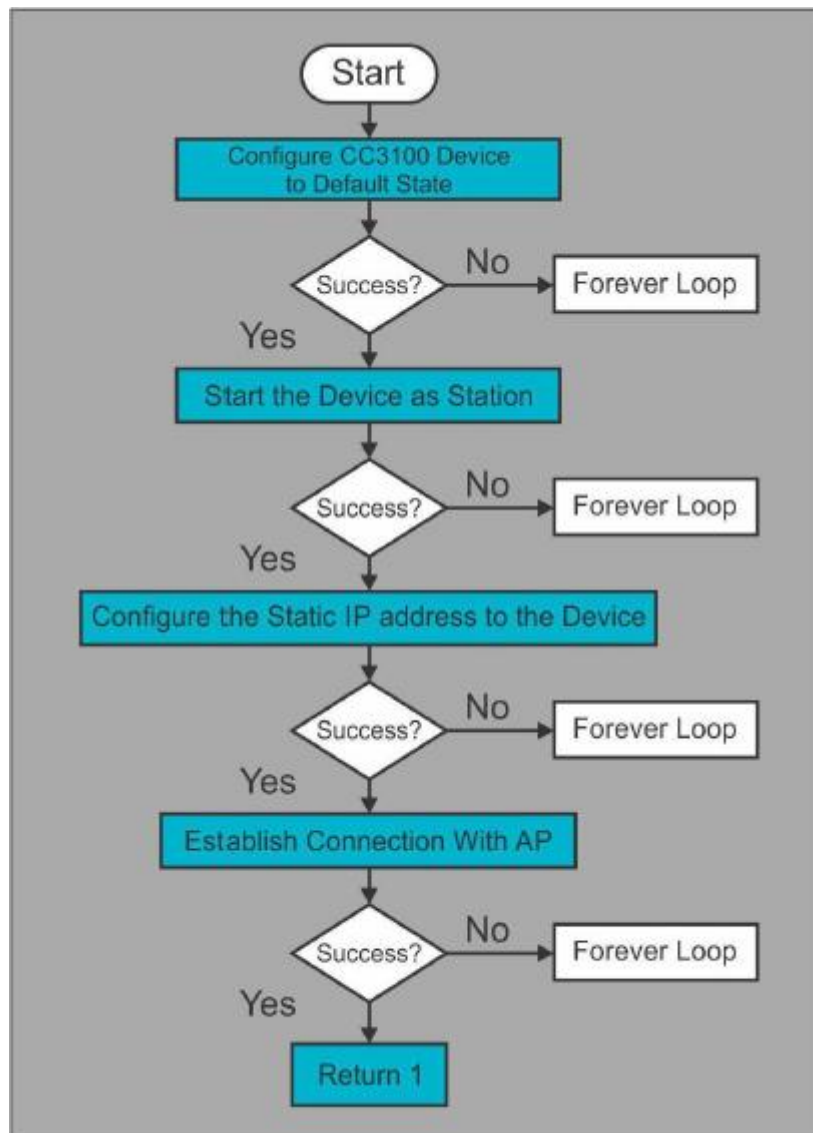 Start
Configure CC3100 Device
to Default State
Success?
No
Forever Loop
Yes
Start the Device as Station
Success?
No
Forever Loop
Yes
Configure the Static IP address to the Device
Success?
No
Forever Loop
Yes
Establish Connection With AP
Success?
No
Forever Loop
Yes
Return 1